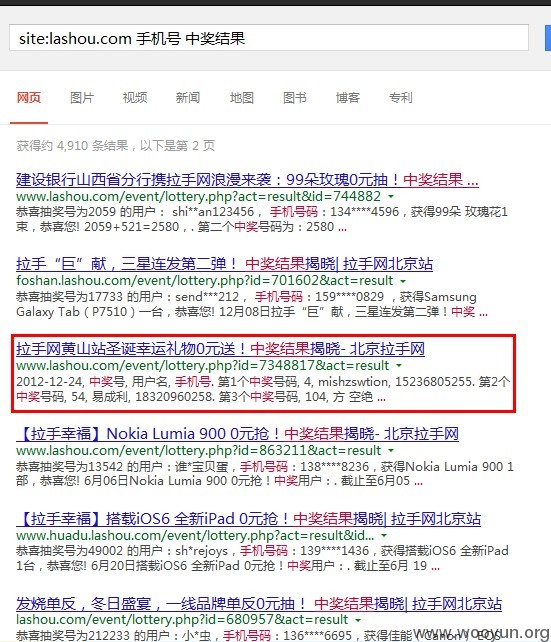 site:lashou.com 手机号 中奖结果
网页 图片 视频 新闻 地图 图书 博客 专利
获得约 4,910 条结果，以下是第 2 页
建设银行山西省分行携拉手网浪漫来袭：99朵玫瑰0元抽！中奖结果 ...
www.lashou.com/event/lottery.php?act=result&id=744882
恭喜抽奖号为2059 的用户： shi**an123456， 手机号码：134****4596，获得99朵 玫瑰花1
束，恭喜您! 2059+521=2580，. 第二个中奖号码为：2580 ...
拉手“巨”献，三星连发第二弹！ 中奖结果揭晓| 拉手网北京站
foshan.lashou.com/event/lottery.php?id=701602&act=result
恭喜抽奖号为17733 的用户：send***212， 手机号码：159****0829 ，获得Samsung
Galaxy Tab（P7510）一台，恭喜您! 12月08日拉手“巨”献，三星连发第二弹！中奖 ...
拉手网黄山站圣诞幸运礼物0元送！中奖结果揭晓- 北京拉手网
www.lashou.com/event/lottery.php?id=7348817&act=result
2012-12-24, 中奖号, 用户名, 手机号. 第1个中奖号码, 4, mishzswtion, 15236805255. 第2个
中奖号码, 54, 易成利, 18320960258. 第3个中奖号码, 104, 方 空绝 ...
【拉手幸福】Nokia Lumia 900 0元抢！中奖结果揭晓- 北京拉手网
www.lashou.com/event/lottery.php?id=863211&act=result
恭喜抽奖号为13542 的用户：谁*宝贝蛋，手机号码：138****8236，获得Nokia Lumia 900 1
部，恭喜您! 6月06日Nokia Lumia 900 0元抢！中奖用户：. 截止至6月05 ...
【拉手幸福】搭载iOS6 全新iPad 0元抢！中奖结果揭晓| 拉手网北京站
www.huadu.lashou.com/event/lottery.php?act=result&id...
恭喜抽奖号为49002 的用户：sh*rejoys，手机号码：139****1436，获得搭载iOS6 全新iPad
1台，恭喜您! 6月20日搭载iOS6 全新iPad 0元抢！中奖用户：. 截止至6月 19 ...
发烧单反，冬日盛宴，一线品牌单反0元抽！ 中奖结果揭晓| 拉手网北京站
lashou.com/event/lottery.php?id=680957&act=result
恭喜抽奖号为212233 的用户：小*虫，手机号码：136****6695，获得佳能（Canon） EOS
www.wooyun.org